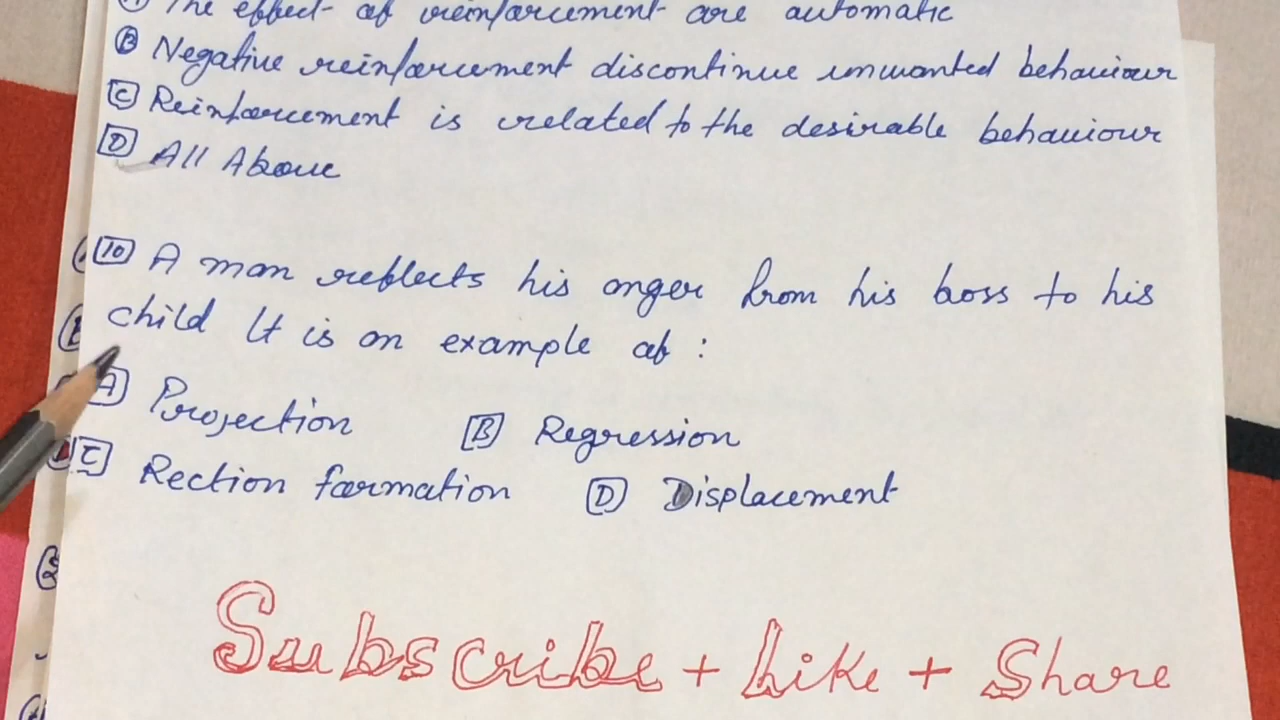 The effect of reinforcement are automatic
B Negative reinforcement discontinue unwanted behaviour
C Reinforcement is related to the desirable behaviour
D All Above
10 A man reflects his anger from his boss to his
child It is an example of :
A Projection B Regression
C Rection formation D Displacement
Subscribe + Like + Share